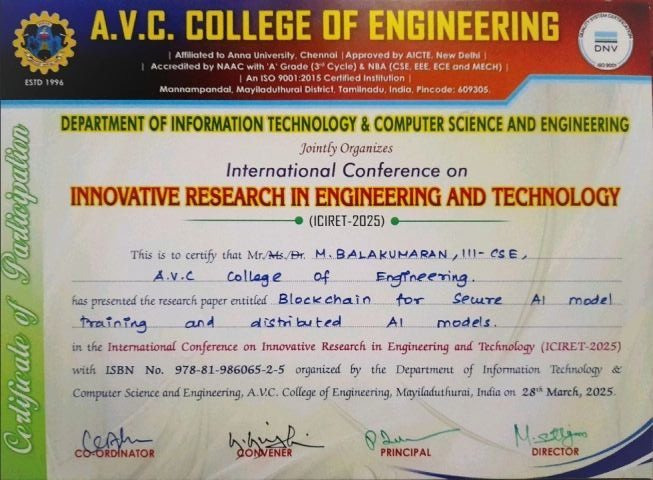 A.V.C. COLLEGE OF ENGINEERING
| Affiliated to Anna University, Chennai |Approved by AICTE, New Delhi |
| Accredited by NAAC with 'A' Grade (3rd Cycle) & NBA (CSE, EEE, ECE and MECH) |
| An ISO 9001:2015 Certified Institution |
Mannampandal, Mayiladuthurai District, Tamilnadu, India, Pincode: 609305.
ESTD 1996
DNV
ISO 9001
DEPARTMENT OF INFORMATION TECHNOLOGY & COMPUTER SCIENCE AND ENGINEERING
Jointly Organizes
International Conference on
INNOVATIVE RESEARCH IN ENGINEERING AND TECHNOLOGY
(ICIRET-2025)
Certificate of Participation
This is to certify that Mr./Ms./Dr. M. BALAKUMARAN, III- CSE,
A.V.C College of Engineering.
has presented the research paper entitled Blockchain for Secure AI model
training and distributed AI models.
in the International Conference on Innovative Research in Engineering and Technology (ICIRET-2025)
with ISBN No. 978-81-986065-2-5 organized by the Department of Information Technology &
Computer Science and Engineering, A.V.C. College of Engineering, Mayiladuthurai, India on 28th March, 2025.
CO-ORDINATOR
CONVENER
PRINCIPAL
DIRECTOR